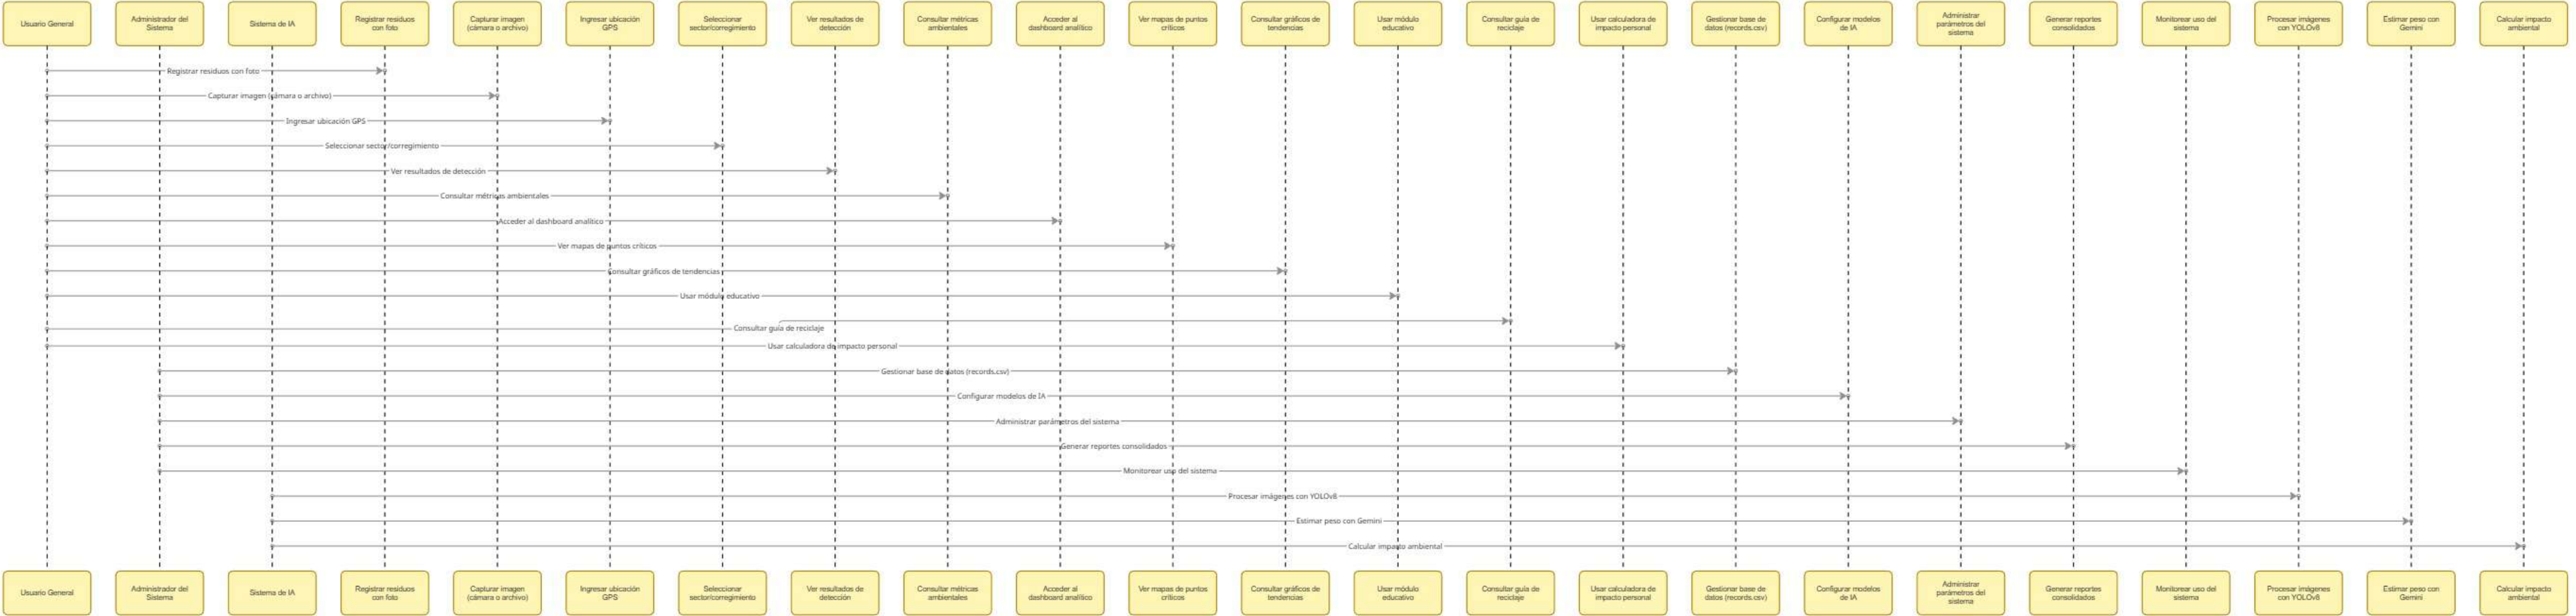 Usuario General
Administrador del
Sistema
Sistema de IA
Registrar residuos
con foto
Capturar imagen
(cámara o archivo)
Ingresar ubicación
GPS
Seleccionar
sector/corregimiento
Ver resultados de
detección
Consultar métricas
ambientales
Acceder al
dashboard analítico
Ver mapas de puntos
críticos
Consultar gráficos de
tendencias
Usar módulo
educativo
Consultar guía de
reciclaje
Usar calculadora de
impacto personal
Gestionar base de
datos (records.csv)
Configurar modelos
de IA
Administrar
parámetros del
sistema
Generar reportes
consolidados
Monitorear uso del
sistema
Procesar imágenes
con YOLOv8
Estimar peso con
Gemini
Calcular impacto
ambiental
Registrar residuos con foto
Capturar imagen (cámara o archivo)
Ingresar ubicación GPS
Seleccionar sector/corregimiento
Ver resultados de detección
Consultar métricas ambientales
Acceder al dashboard analítico
Ver mapas de puntos críticos
Consultar gráficos de tendencias
Usar módulo educativo
Consultar guía de reciclaje
Usar calculadora de impacto personal
Gestionar base de datos (records.csv)
Configurar modelos de IA
Administrar parámetros del sistema
Generar reportes consolidados
Monitorear uso del sistema
Procesar imágenes con YOLOv8
Estimar peso con Gemini
Calcular impacto ambiental
Usuario General
Administrador del
Sistema
Sistema de IA
Registrar residuos
con foto
Capturar imagen
(cámara o archivo)
Ingresar ubicación
GPS
Seleccionar
sector/corregimiento
Ver resultados de
detección
Consultar métricas
ambientales
Acceder al
dashboard analítico
Ver mapas de puntos
críticos
Consultar gráficos de
tendencias
Usar módulo
educativo
Consultar guía de
reciclaje
Usar calculadora de
impacto personal
Gestionar base de
datos (records.csv)
Configurar modelos
de IA
Administrar
parámetros del
sistema
Generar reportes
consolidados
Monitorear uso del
sistema
Procesar imágenes
con YOLOv8
Estimar peso con
Gemini
Calcular impacto
ambiental